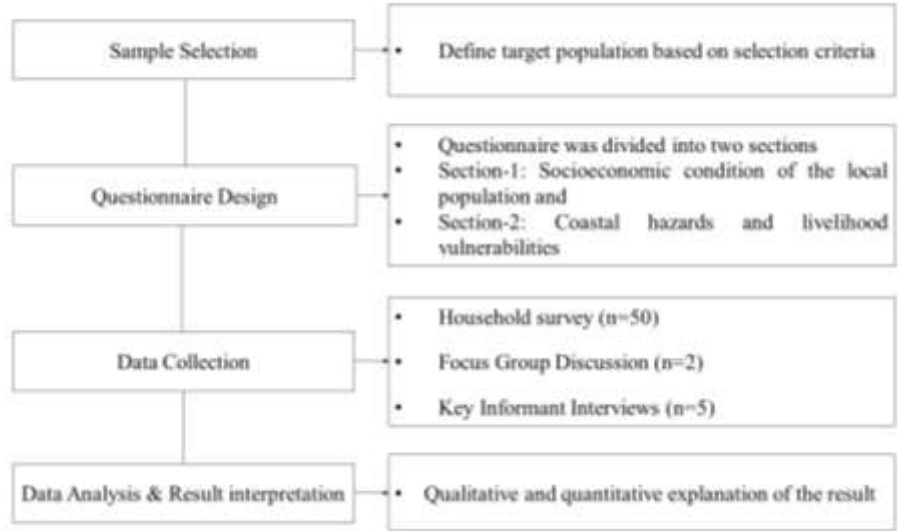 Sample Selection
• Define target population based on selection criteria
Questionnaire Design
• Questionnaire was divided into two sections
• Section-1: Socioeconomic condition of the local
population and
• Section-2: Coastal hazards and livelihood
vulnerabilities
Data Collection
• Household survey (n=50)
• Focus Group Discussion (n=2)
• Key Informant Interviews (n=5)
Data Analysis & Result interpretation
• Qualitative and quantitative explanation of the result